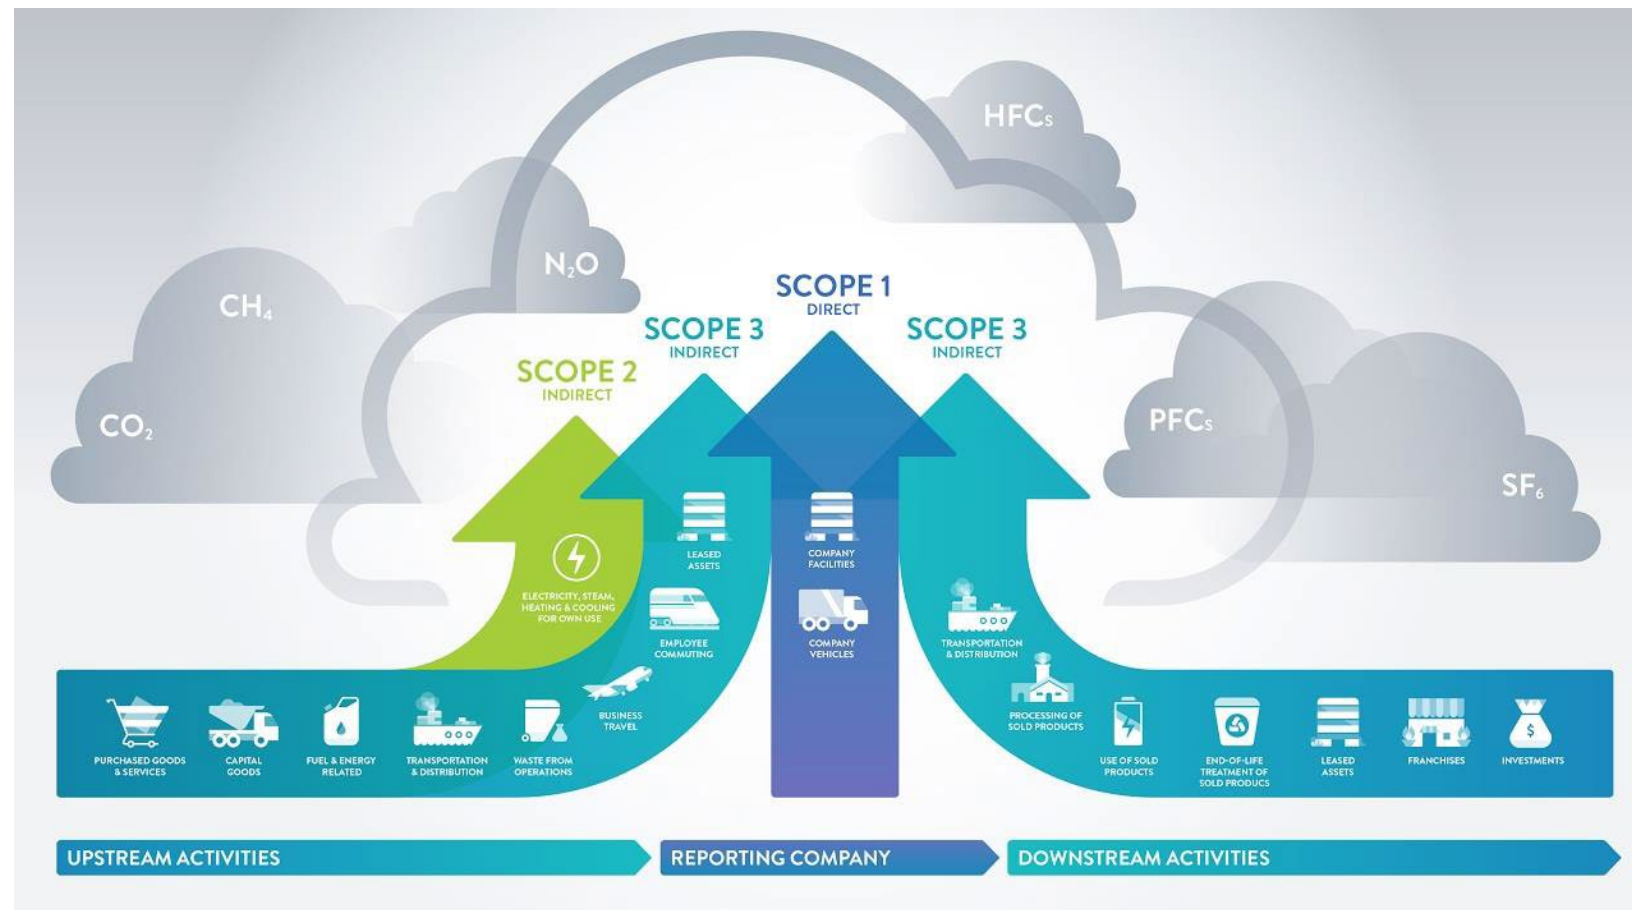 HFCs
N₂O
CH₄
CO₂
PFCs
SF₆
SCOPE 2
INDIRECT
SCOPE 3
INDIRECT
SCOPE 1
DIRECT
SCOPE 3
INDIRECT
ELECTRICITY, STEAM,
HEATING & COOLING
FOR OWN USE
LEASED
ASSETS
EMPLOYEE
COMMUTING
BUSINESS
TRAVEL
COMPANY
FACILITIES
COMPANY
VEHICLES
TRANSPORTATION
& DISTRIBUTION
PROCESSING OF
SOLD PRODUCTS
PURCHASED GOODS
& SERVICES
CAPITAL
GOODS
FUEL & ENERGY
RELATED
TRANSPORTATION
& DISTRIBUTION
WASTE FROM
OPERATIONS
USE OF SOLD
PRODUCTS
END-OF-LIFE
TREATMENT OF
SOLD PRODUCS
LEASED
ASSETS
FRANCHISES
$
INVESTMENTS
UPSTREAM ACTIVITIES
REPORTING COMPANY
DOWNSTREAM ACTIVITIES